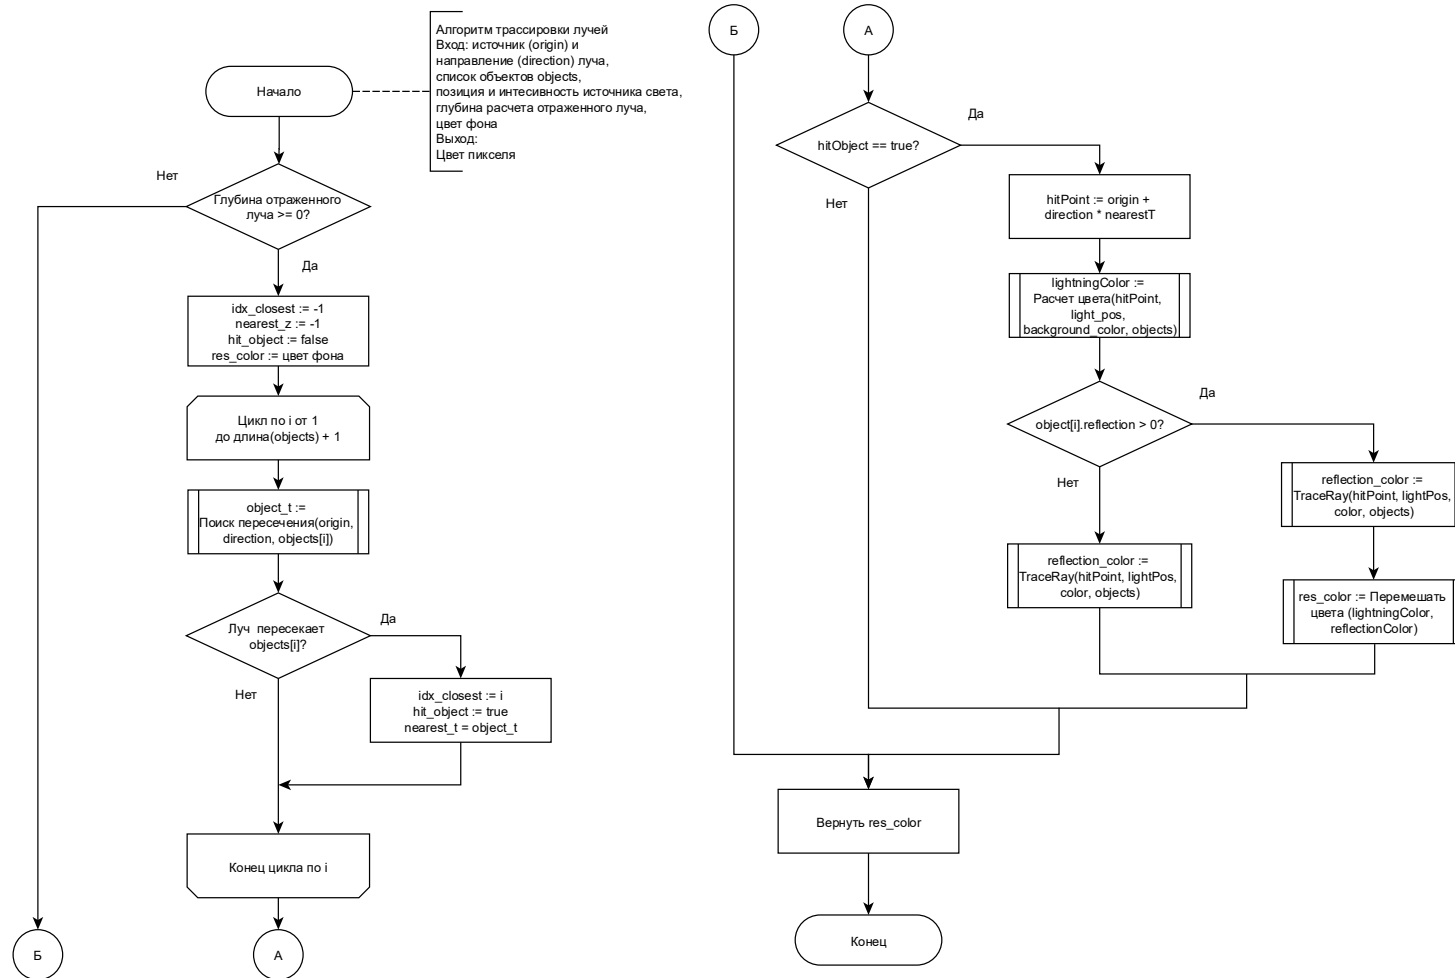 Начало
Алгоритм трассировки лучей
Вход: источник (origin) и
направление (direction) луча,
список объектов objects,
позиция и интесивность источника света,
глубина расчета отраженного луча,
цвет фона
Выход:
Цвет пикселя
Нет
Глубина отраженного
луча >= 0?
Да
idx_closest := -1
nearest_z := -1
hit_object := false
res_color := цвет фона
Цикл по i от 1
до длина(objects) + 1
object_t :=
Поиск пересечения(origin,
direction, objects[i])
Луч пересекает
objects[i]?
Да
Нет
idx_closest := i
hit_object := true
nearest_t = object_t
Конец цикла по i
Б
А
Б
А
hitObject == true?
Да
Нет
hitPoint := origin +
direction * nearestT
lightningColor :=
Расчет цвета(hitPoint,
light_pos,
background_color, objects)
object[i].reflection > 0?
Да
Нет
reflection_color :=
TraceRay(hitPoint, lightPos,
color, objects)
reflection_color :=
TraceRay(hitPoint, lightPos,
color, objects)
res_color := Перемешать
цвета (lightningColor,
reflectionColor)
Вернуть res_color
Конец